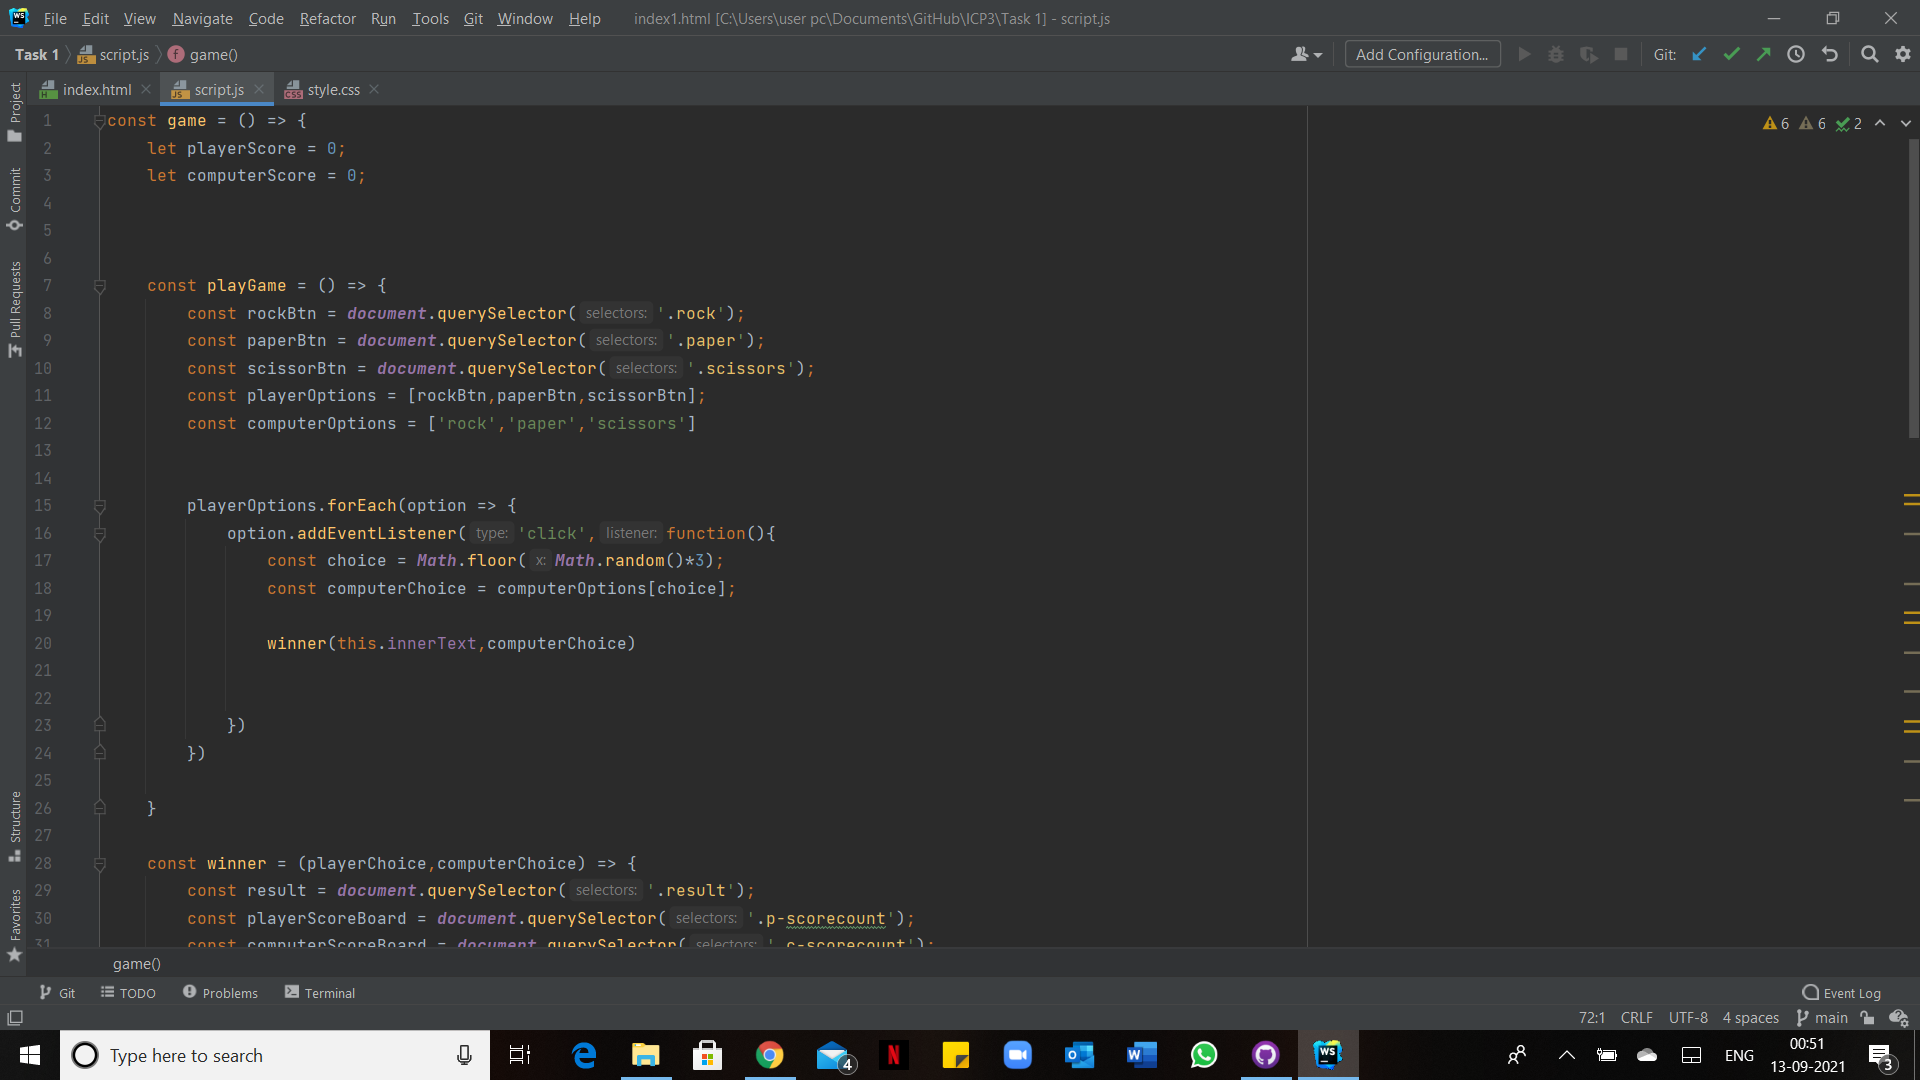 File Edit View Navigate Code Refactor Run Tools Git Window Help index1.html [C:\Users\user pc\Documents\GitHub\ICP3\Task 1] - script.js
Task 1 script.js f game() Add Configuration... Git:
index.html script.js style.css
Project
Commit
Pull Requests
Structure
Favorites
6 6 2
1 const game = () => {
2 let playerScore = 0;
3 let computerScore = 0;
4
5
6
7 const playGame = () => {
8 const rockBtn = document.querySelector( selectors: '.rock');
9 const paperBtn = document.querySelector( selectors: '.paper');
10 const scissorBtn = document.querySelector( selectors: '.scissors');
11 const playerOptions = [rockBtn,paperBtn,scissorBtn];
12 const computerOptions = ['rock','paper','scissors']
13
14
15 playerOptions.forEach(option => {
16 option.addEventListener( type: 'click', listener: function(){
17 const choice = Math.floor( x: Math.random()*3);
18 const computerChoice = computerOptions[choice];
19
20 winner(this.innerText,computerChoice)
21
22
23 })
24 })
25
26 }
27
28 const winner = (playerChoice,computerChoice) => {
29 const result = document.querySelector( selectors: '.result');
30 const playerScoreBoard = document.querySelector( selectors: '.p-scorecount');
31 const computerScoreBoard = document.querySelector( selectors: '.c-scorecount');
game()
Git TODO Problems Terminal Event Log
72:1 CRLF UTF-8 4 spaces main
Type here to search 4 N W WS ENG 00:51
13-09-2021 3